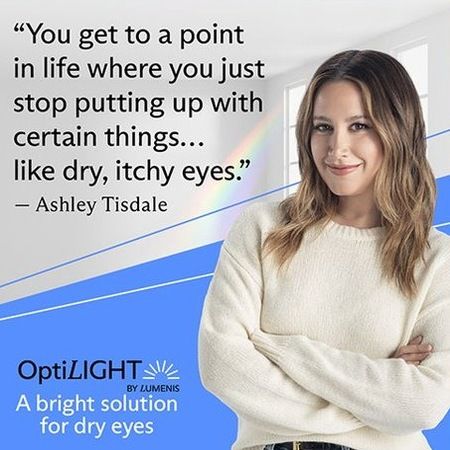 “You get to a point
in life where you just
stop putting up with
certain things...
like dry, itchy eyes.”
— Ashley Tisdale
OptiLIGHT
BY LUMENIS
A bright solution
for dry eyes